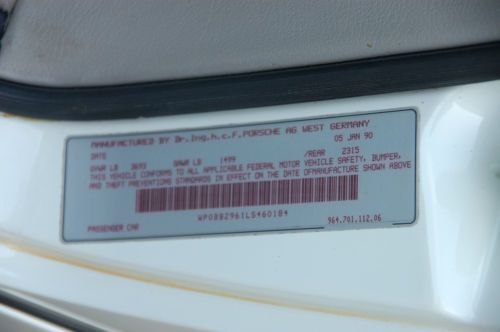 MANUFACTURED BY Dr.Ing.h.c.F.PORSCHE AG WEST GERMANY
DATE 05 JAN 90
GVWR LB 3693 GAWR LB 1499 /REAR 2315
THIS VEHICLE CONFORMS TO ALL APPLICABLE FEDERAL MOTOR VEHICLE SAFETY, BUMPER,
AND THEFT PREVENTION STANDARDS IN EFFECT ON THE DATE OF MANUFACTURE SHOWN ABOVE
WP0BB2961LS460184
PASSENGER CAR 964.701.112.06